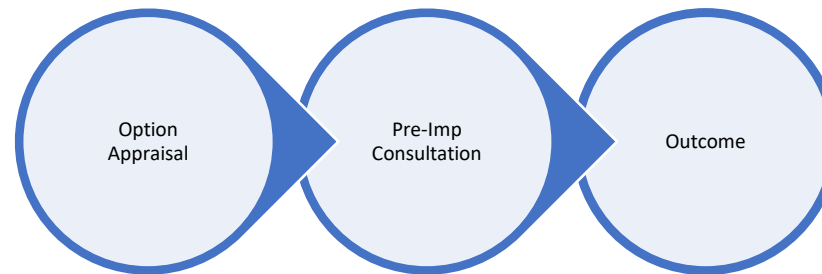 Option
Appraisal
Pre-Imp
Consultation
Outcome